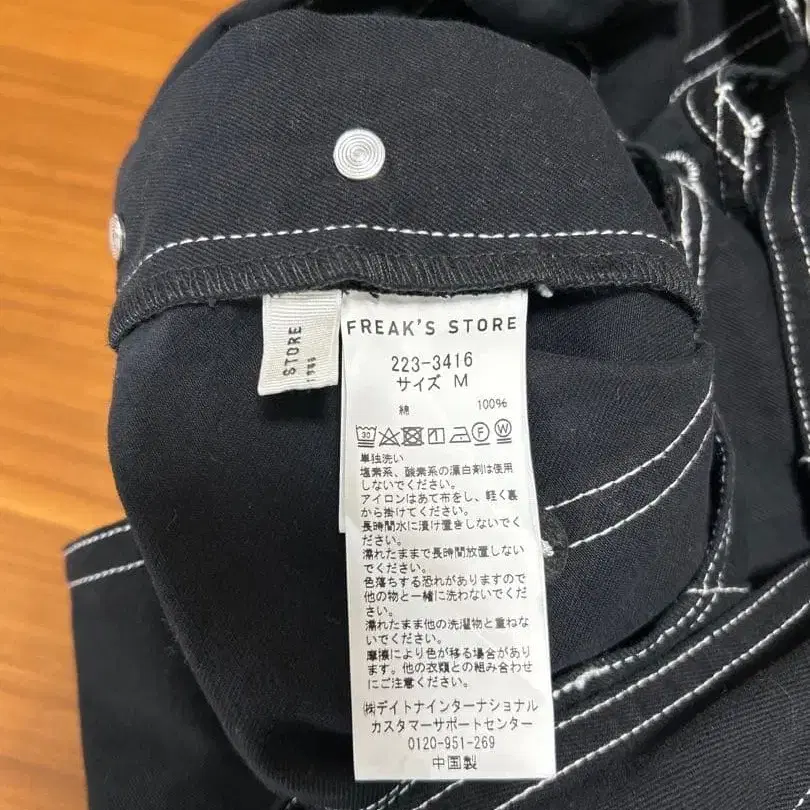 STORE
1986
FREAK'S STORE
223-3416
サイズ M
綿 100%
30
単独洗い
塩素系、酸素系の漂白剤は使用
しないでください。
アイロンはあて布をし、軽く裏
から掛けてください。
長時間水に漬け置きしないでく
ださい。
濡れたままで長時間放置しない
でください。
色落ちする恐れがありますので
他の物と一緒に洗わないでくだ
さい。
濡れたまま他の洗濯物と重ねな
いでください。
摩擦により色が移る場合があり
ます。他の衣類との組み合わせ
にご注意ください。
㈱デイトナインターナショナル
カスタマーサポートセンター
0120-951-269
中国製